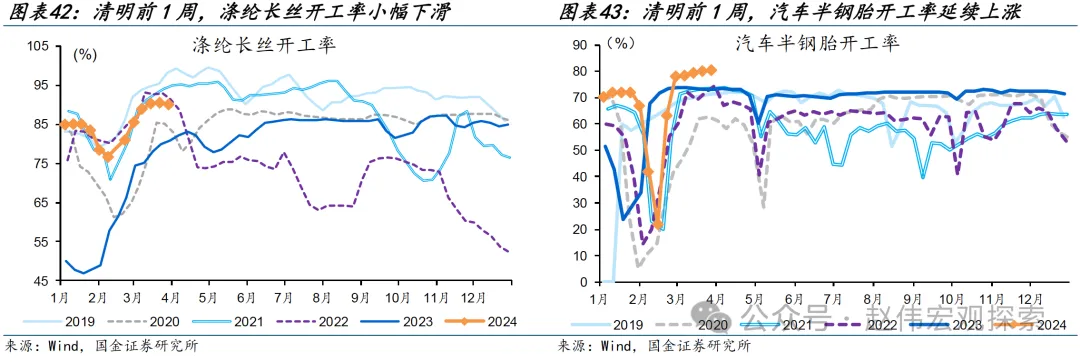 图表42：清明前1周，涤纶长丝开工率小幅下滑
涤纶长丝开工率
(%)
105
95
85
75
65
55
45
1月 2月 3月 4月 5月 6月 7月 8月 9月 10月 11月 12月
2019 2020 2021 2022 2023 2024
来源：Wind，国金证券研究所
图表43：清明前1周，汽车半钢胎开工率延续上涨
汽车半钢胎开工率
(%)
90
80
70
60
50
40
30
20
10
0
1月 2月 3月 4月 5月 6月 7月 8月 9月 10月 11月 12月
2019 2020 2021 2022 2023 2024
公众号·赵伟宏观探索
来源：Wind，国金证券研究所